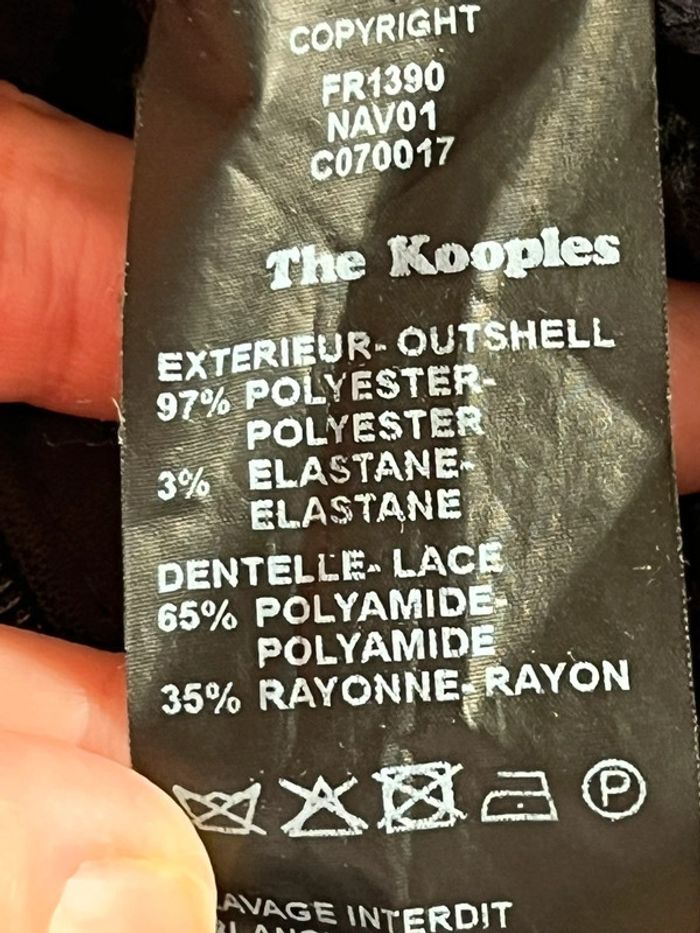 COPYRIGHT
FR1390
NAV01
C070017
The Kooples
EXTERIEUR- OUTSHELL
97% POLYESTER-
POLYESTER
3% ELASTANE-
ELASTANE
DENTELLE- LACE
65% POLYAMIDE-
POLYAMIDE
35% RAYONNE- RAYON
P
LAVAGE INTERDIT